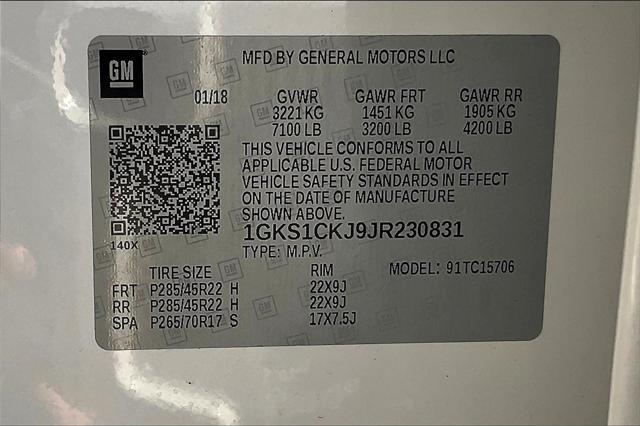 GM
MFD BY GENERAL MOTORS LLC
01/18 GVWR GAWR FRT GAWR RR
3221 KG 1451 KG 1905 KG
7100 LB 3200 LB 4200 LB
THIS VEHICLE CONFORMS TO ALL
APPLICABLE U.S. FEDERAL MOTOR
VEHICLE SAFETY STANDARDS IN EFFECT
ON THE DATE OF MANUFACTURE
SHOWN ABOVE.
140X
1GKS1CKJ9JR230831
TYPE: M.P.V.
TIRE SIZE RIM MODEL: 91TC15706
FRT P285/45R22 H 22X9J
RR P285/45R22 H 22X9J
SPA P265/70R17 S 17X7.5J